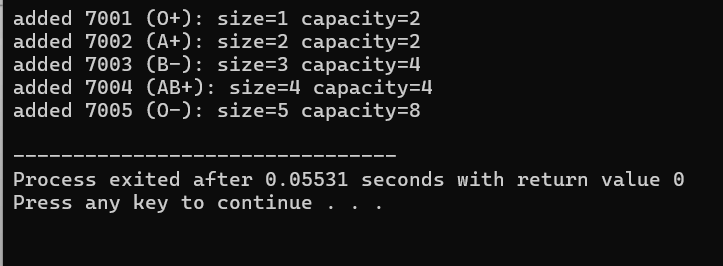 added 7001 (O+): size=1 capacity=2
added 7002 (A+): size=2 capacity=2
added 7003 (B-): size=3 capacity=4
added 7004 (AB+): size=4 capacity=4
added 7005 (O-): size=5 capacity=8
--------------------------------
Process exited after 0.05531 seconds with return value 0
Press any key to continue . . .